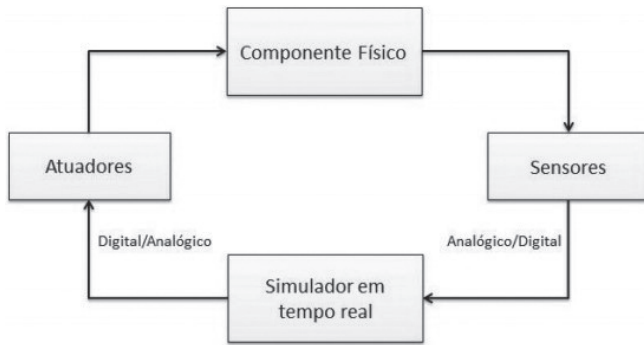 Componente Físico
Atuadores
Sensores
Digital/Analógico
Analógico/Digital
Simulador em
tempo real